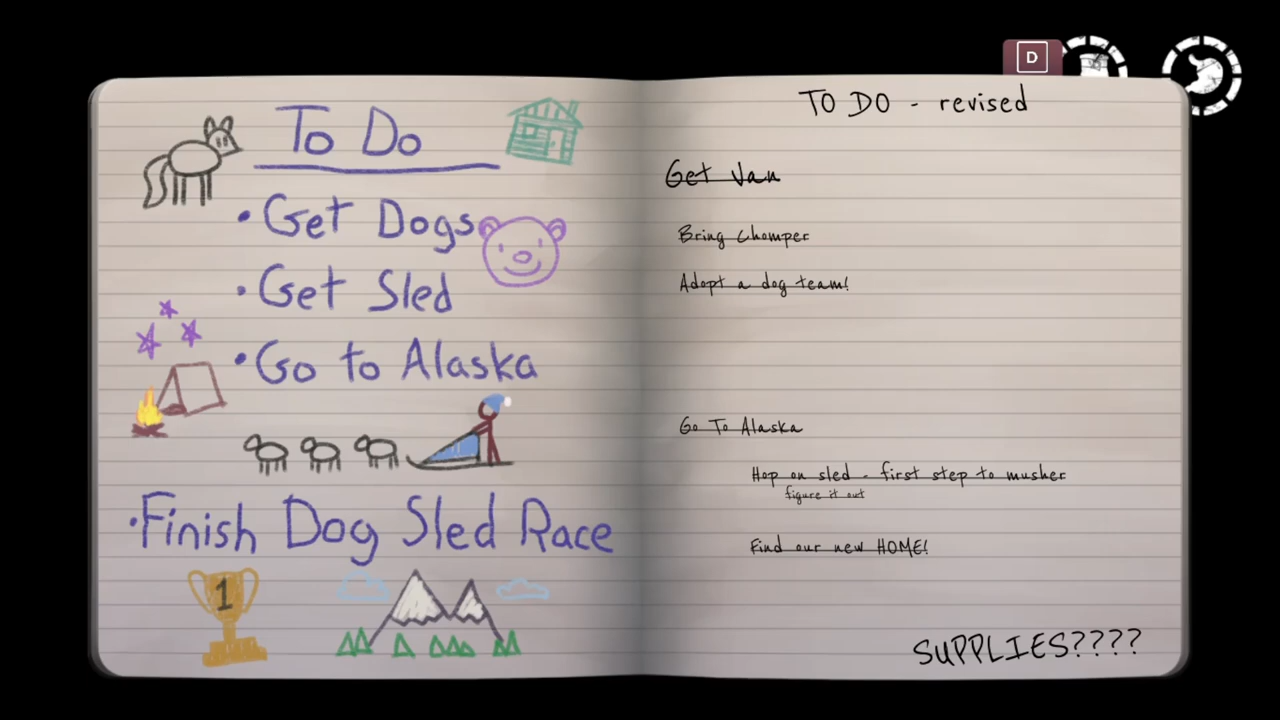 D
To Do
• Get Dogs
• Get Sled
• Go to Alaska
• Finish Dog Sled Race
1
TO DO - revised
Get Van
Bring Chomper
Adopt a dog team!
Go To Alaska
Hop on sled - first step to musher
figure it out
Find our new HOME!
SUPPLIES????